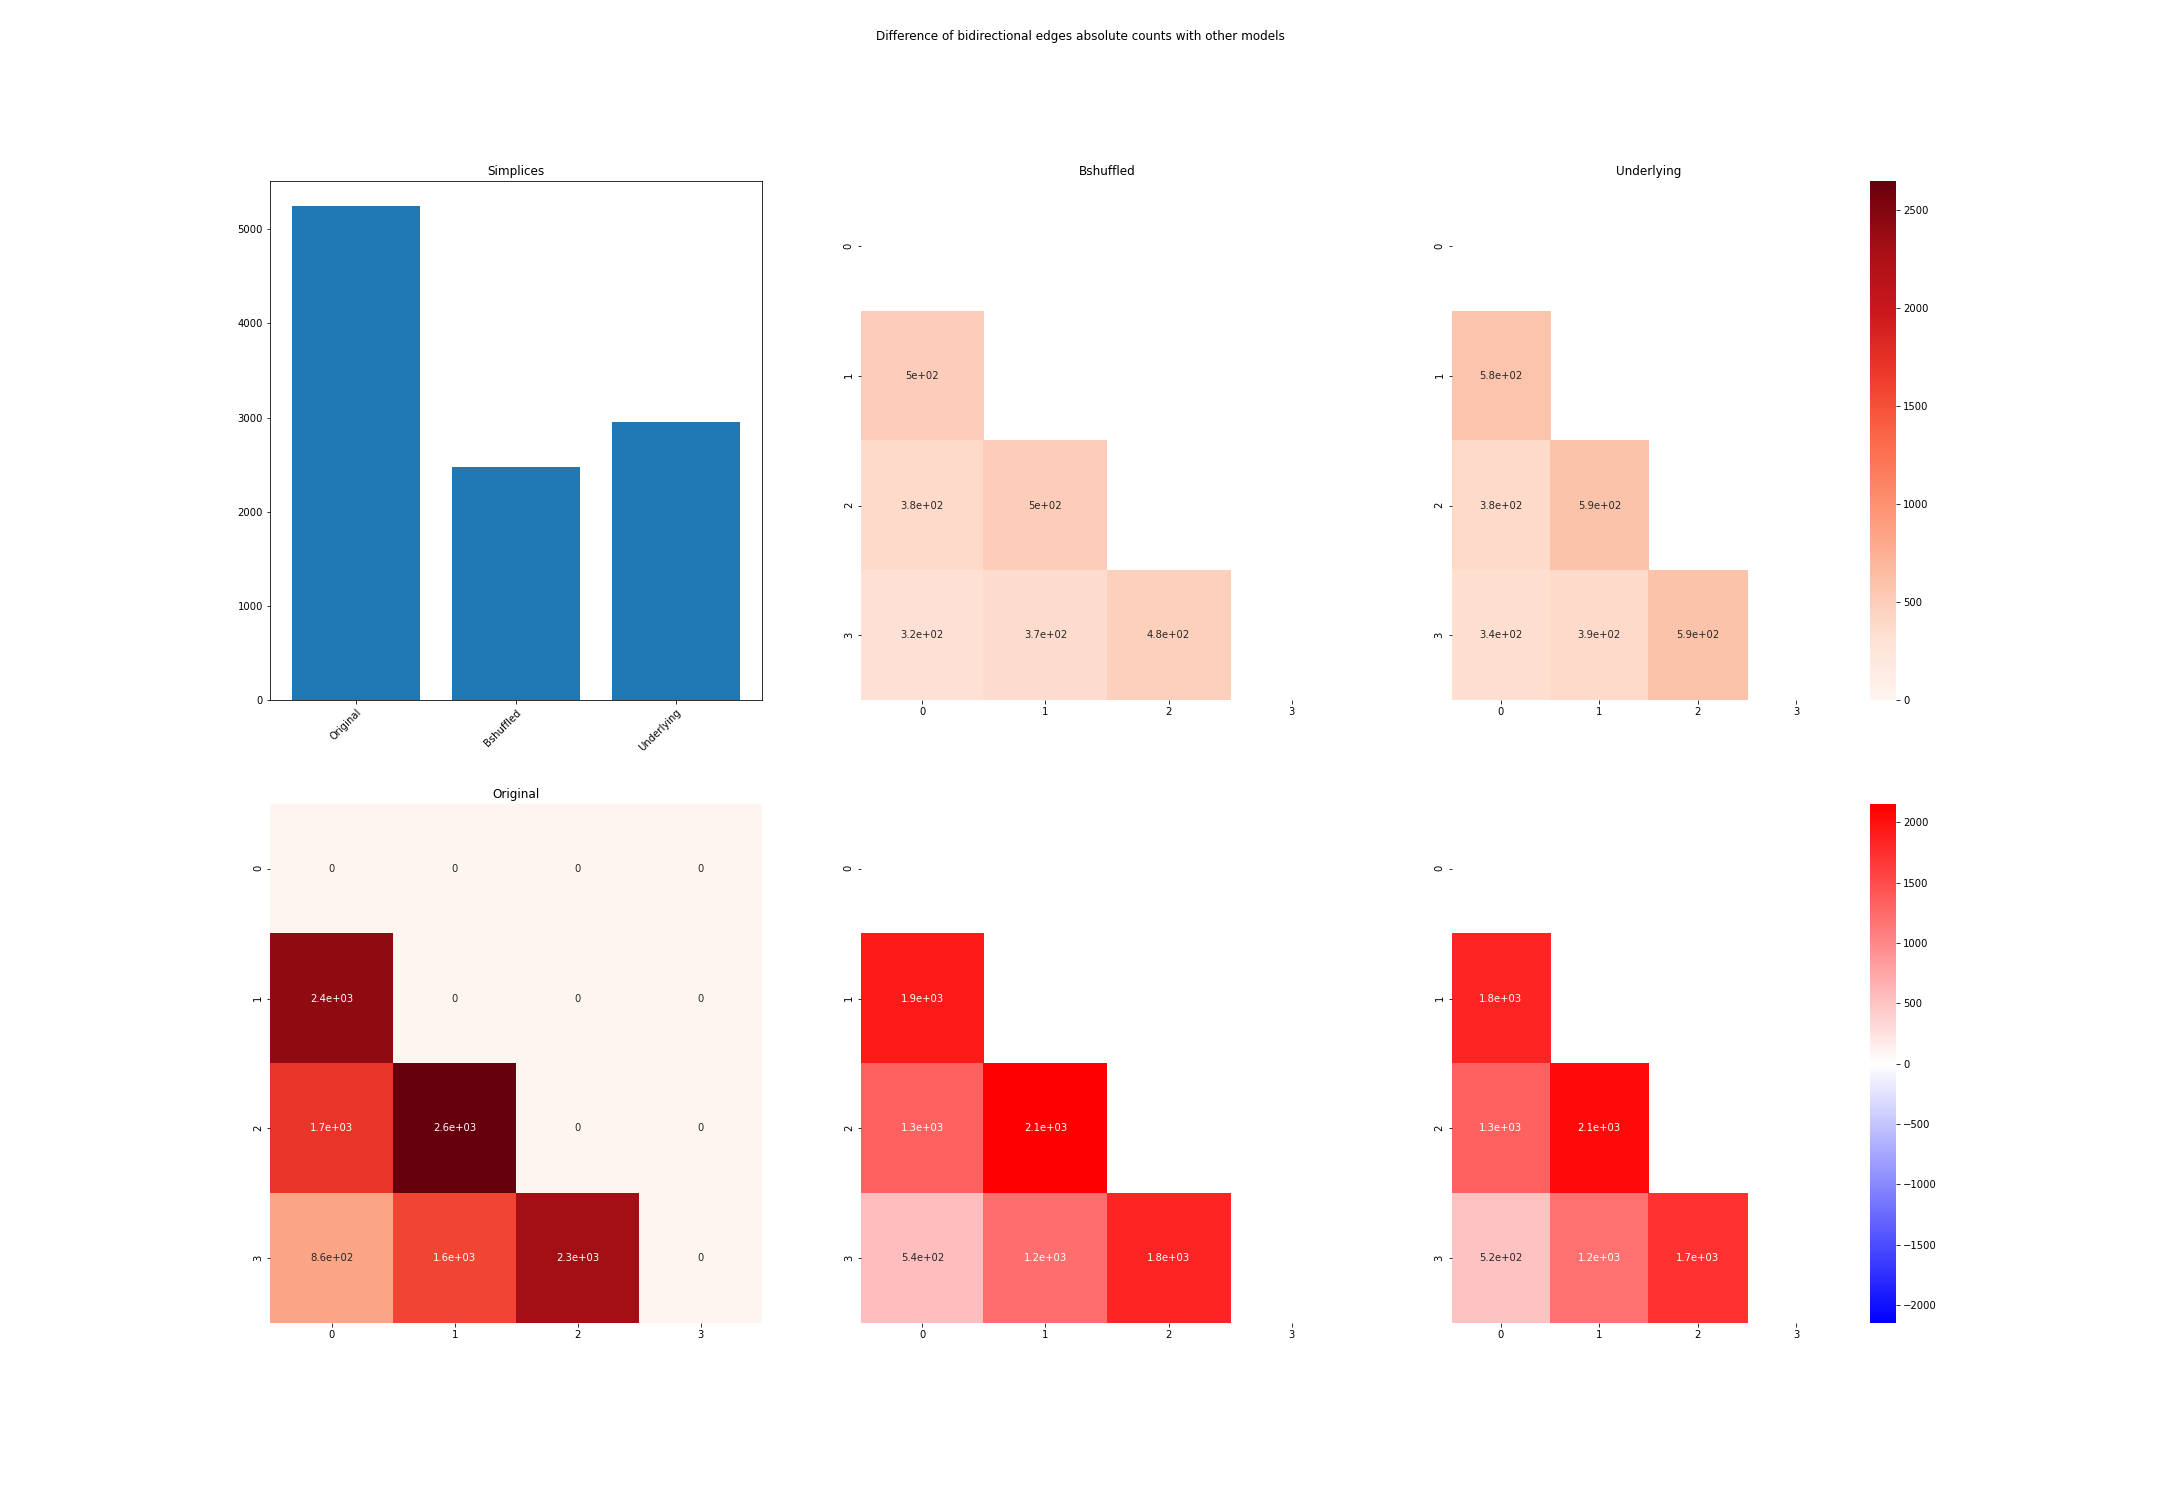 Difference of bidirectional edges absolute counts with other models
Simplices
5000
4000
3000
2000
1000
0
Original
Bshuffled
Underlying
Bshuffled
0
1
2
3
5e+02
3.8e+02 5e+02
3.2e+02 3.7e+02 4.8e+02
0 1 2 3
Underlying
0
1
2
3
5.8e+02
3.8e+02 5.9e+02
3.4e+02 3.9e+02 5.9e+02
0 1 2 3
2500
2000
1500
1000
500
0
Original
0
1
2
3
0 0 0 0
2.4e+03 0 0 0
1.7e+03 2.6e+03 0 0
8.6e+02 1.6e+03 2.3e+03 0
0 1 2 3
0
1
2
3
1.9e+03
1.3e+03 2.1e+03
5.4e+02 1.2e+03 1.8e+03
0 1 2 3
0
1
2
3
1.8e+03
1.3e+03 2.1e+03
5.2e+02 1.2e+03 1.7e+03
0 1 2 3
2000
1500
1000
500
0
−500
−1000
−1500
−2000